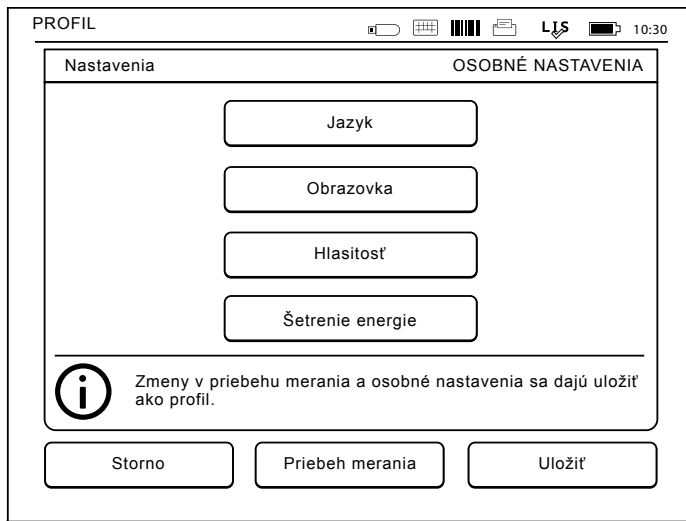 PROFIL LIS 10:30
Nastavenia OSOBNÉ NASTAVENIA
Jazyk
Obrazovka
Hlasitosť
Šetrenie energie
Zmeny v priebehu merania a osobné nastavenia sa dajú uložiť
ako profil.
Storno Priebeh merania Uložiť